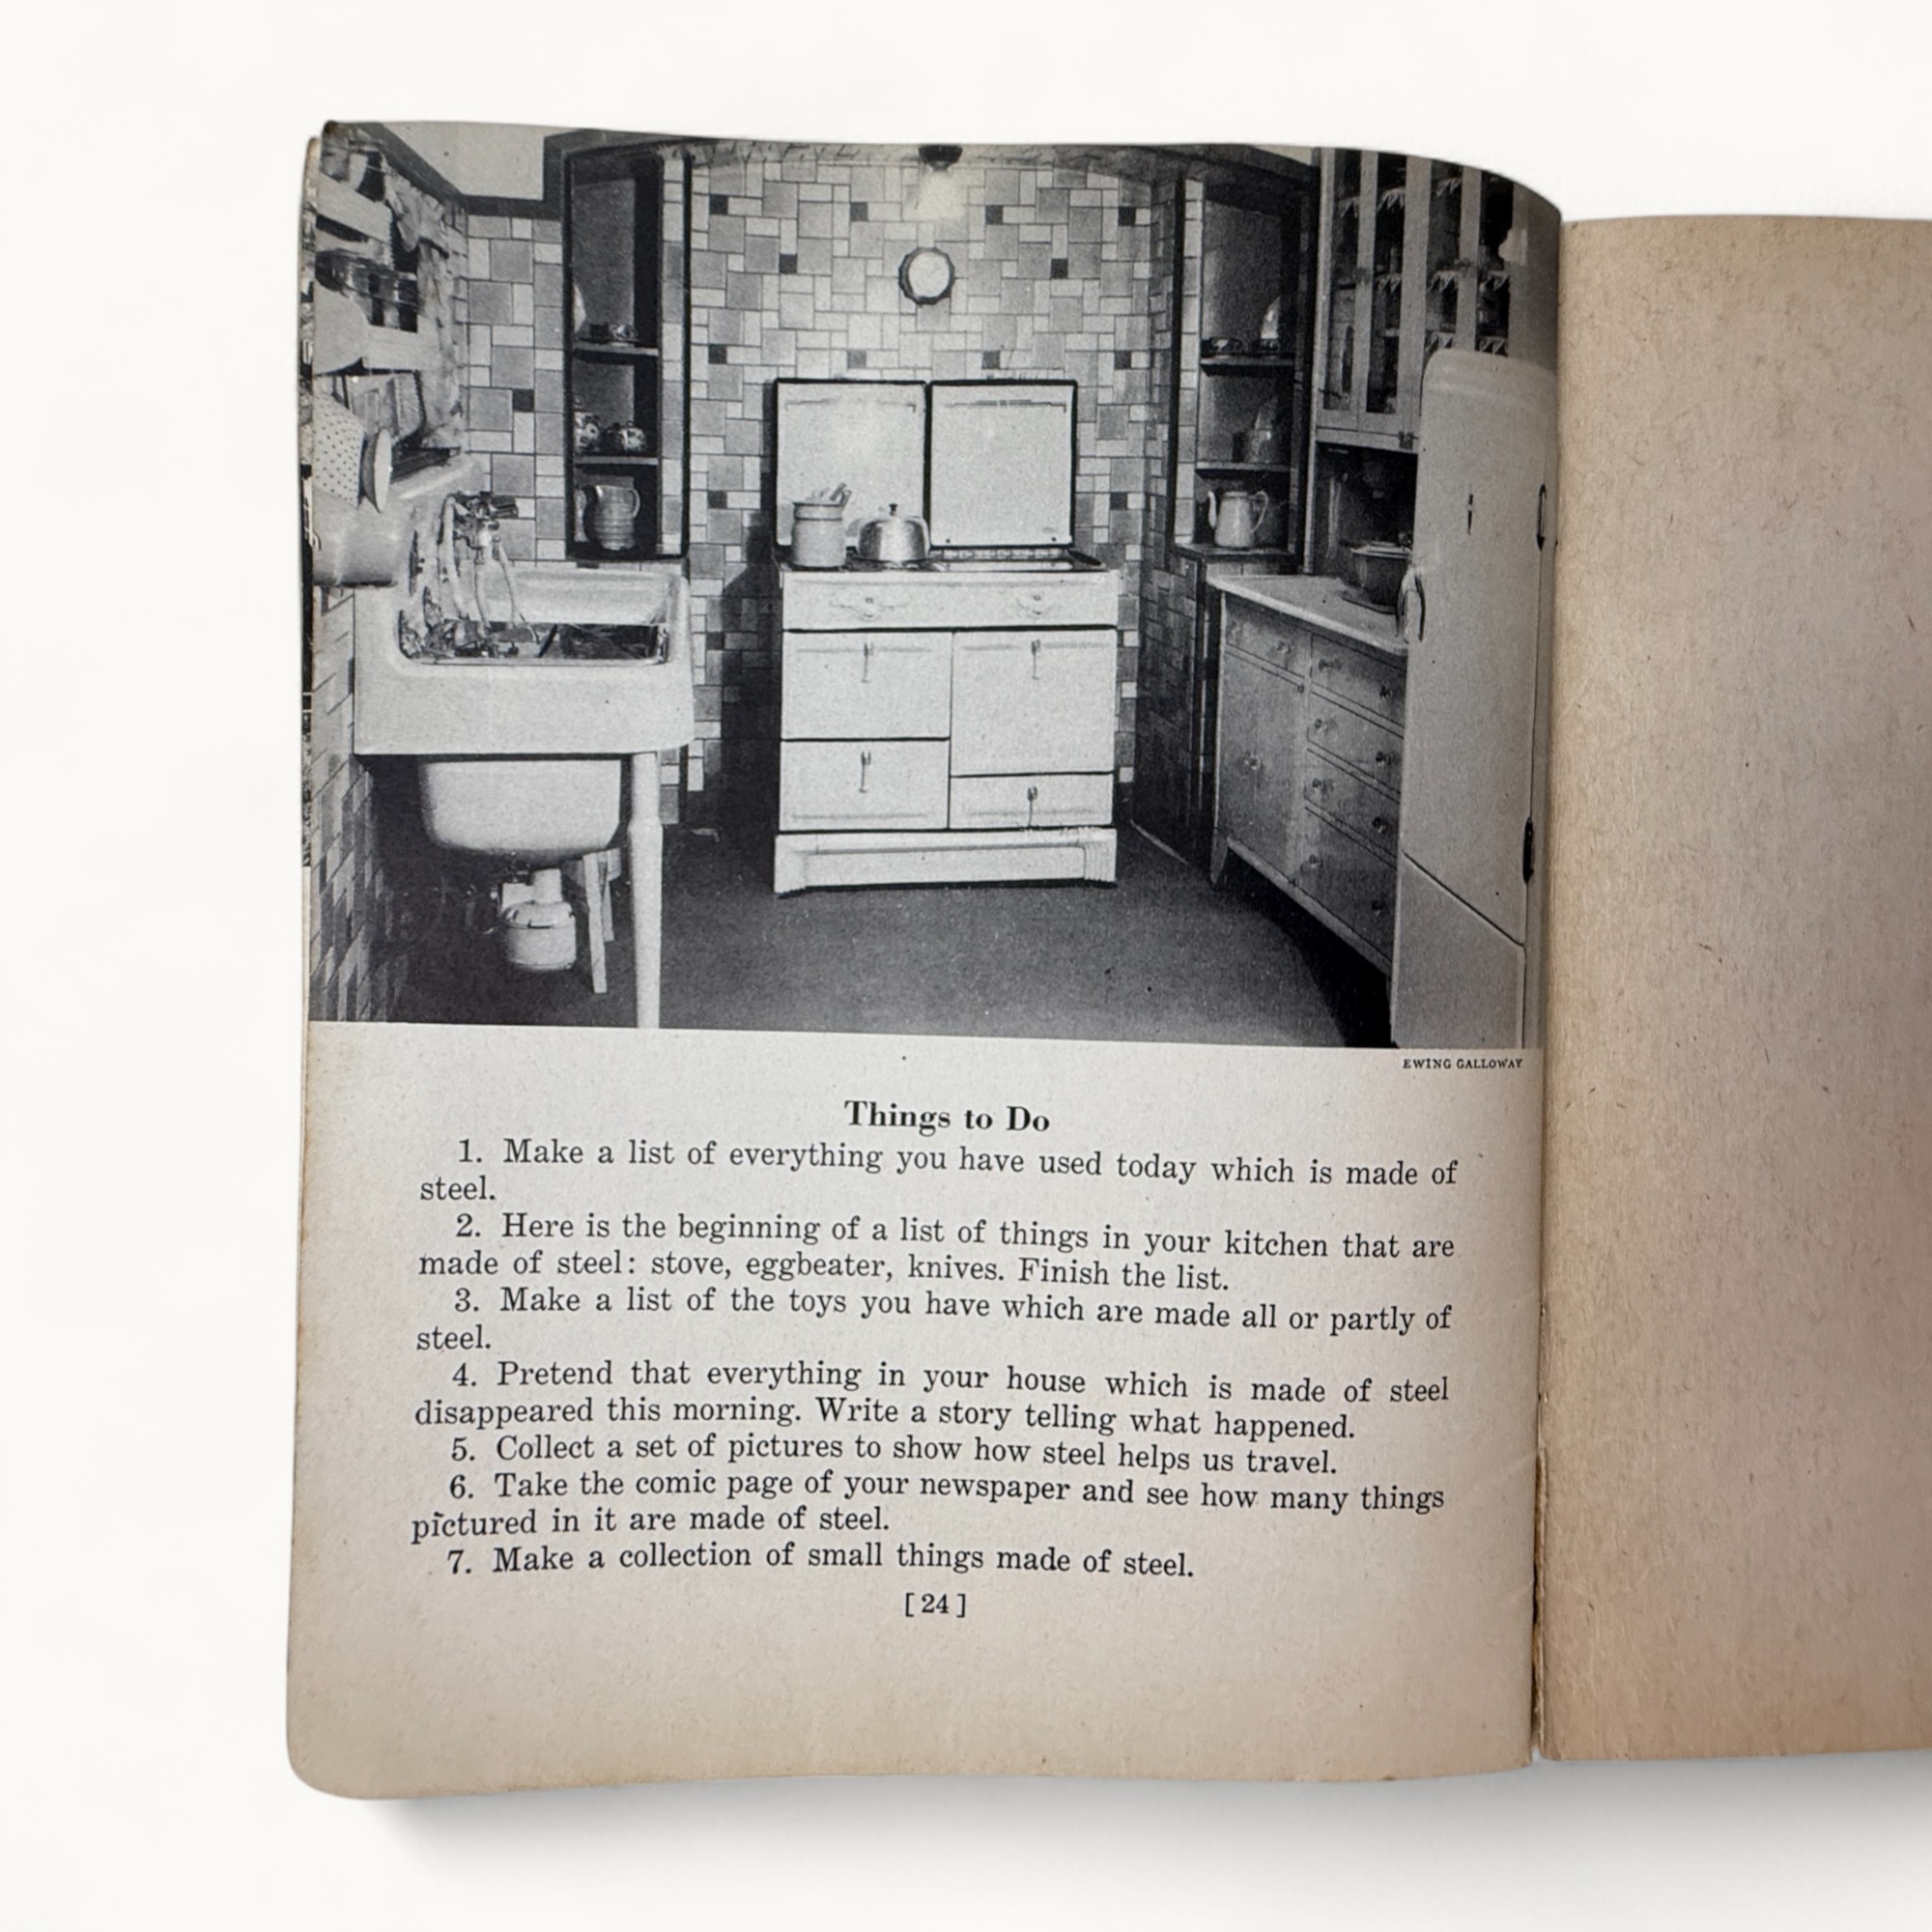 EWING GALLOWAY
Things to Do
1. Make a list of everything you have used today which is made of
steel.
2. Here is the beginning of a list of things in your kitchen that are
made of steel: stove, eggbeater, knives. Finish the list.
3. Make a list of the toys you have which are made all or partly of
steel.
4. Pretend that everything in your house which is made of steel
disappeared this morning. Write a story telling what happened.
5. Collect a set of pictures to show how steel helps us travel.
6. Take the comic page of your newspaper and see how many things
pictured in it are made of steel.
7. Make a collection of small things made of steel.
[ 24 ]